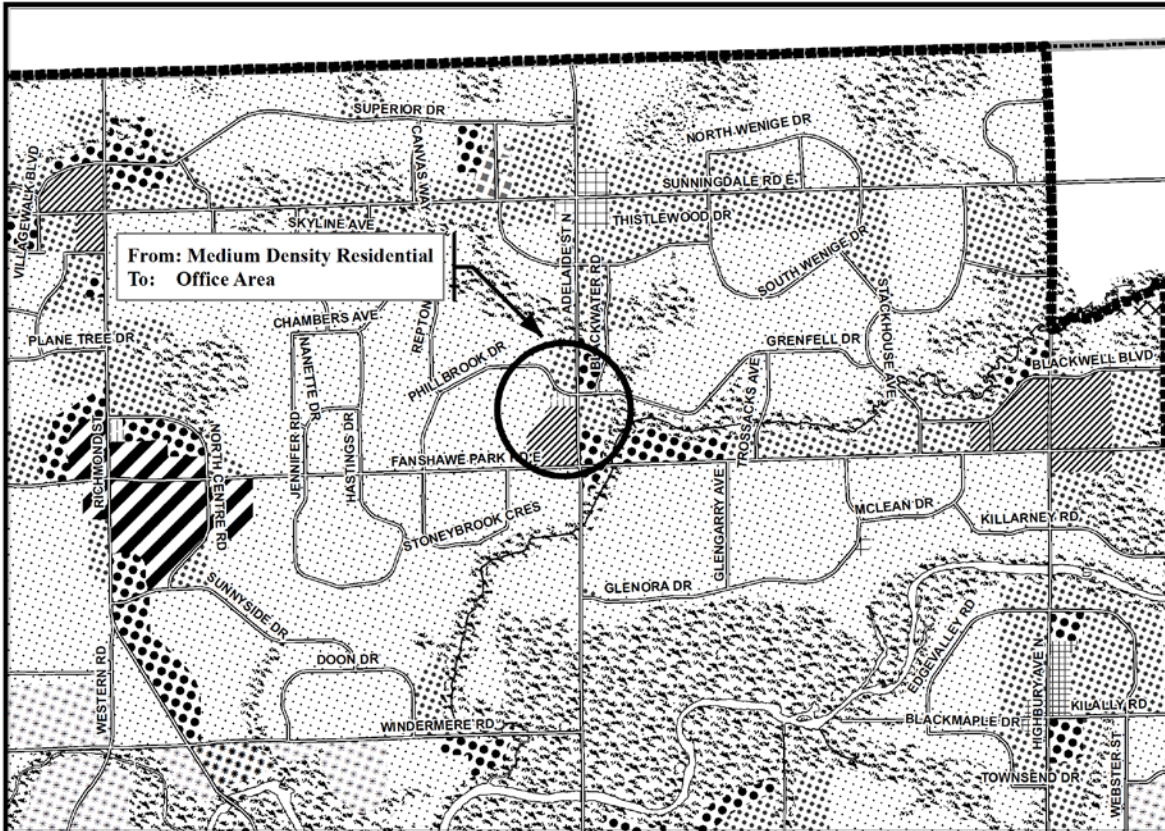 SUPERIOR DR
CANVAS WA
NORTH WENIGE DR
SUNNINGDALE RD E
VILLAGEWALK BLVD
SKYLINE AVE
THISTLEWOOD DR
ADELAIDE ST N
BLACKWATER RD
SOUTH WENIGE DR
STACKHOUSE AVE
From: Medium Density Residential
To: Office Area
PLANE TREE DR
CHAMBERS AVE
REPTON
NANETTE DR
PHILLBROOK DR
GRENFELL DR
BLACKWELL BLVD
TROSSACKS AVE
RICHMOND ST
NORTH CENTRE RD
JENNIFER RD
HASTINGS DR
FANSHAWE PARK RD E
STONEYBROOK CRES
GLENGARRY AVE
MCLEAN DR
KILLARNEY RD
GLENORA DR
SUNNYSIDE DR
EDGEVALLEY RD
DOON DR
WESTERN RD
WINDERMERE RD
HIGHBURY AVE N
BLACKMAPLE DR
KILALLY RD
TOWNSEND DR
WEBSTER ST